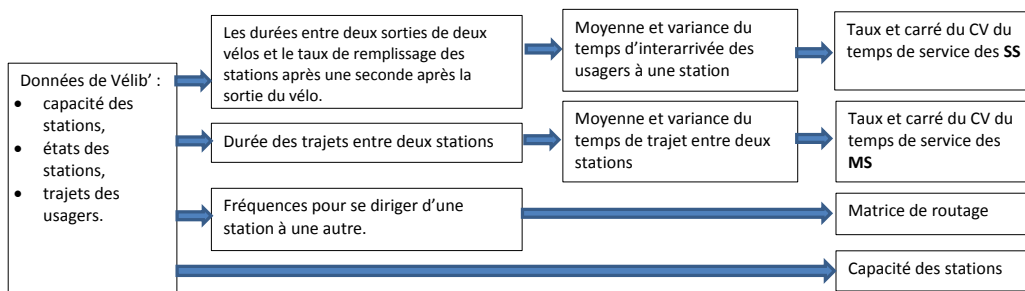 Données de Vélib' :
• capacité des
stations,
• états des
stations,
• trajets des
usagers.
Les durées entre deux sorties de deux
vélos et le taux de remplissage des
stations après une seconde après la
sortie du vélo.
Moyenne et variance du
temps d'interarrivée des
usagers à une station
Taux et carré du CV du
temps de service des SS
Durée des trajets entre deux stations
Moyenne et variance du
temps de trajet entre deux
stations
Taux et carré du CV du
temps de service des
MS
Fréquences pour se diriger d'une
station à une autre.
Matrice de routage
Capacité des stations